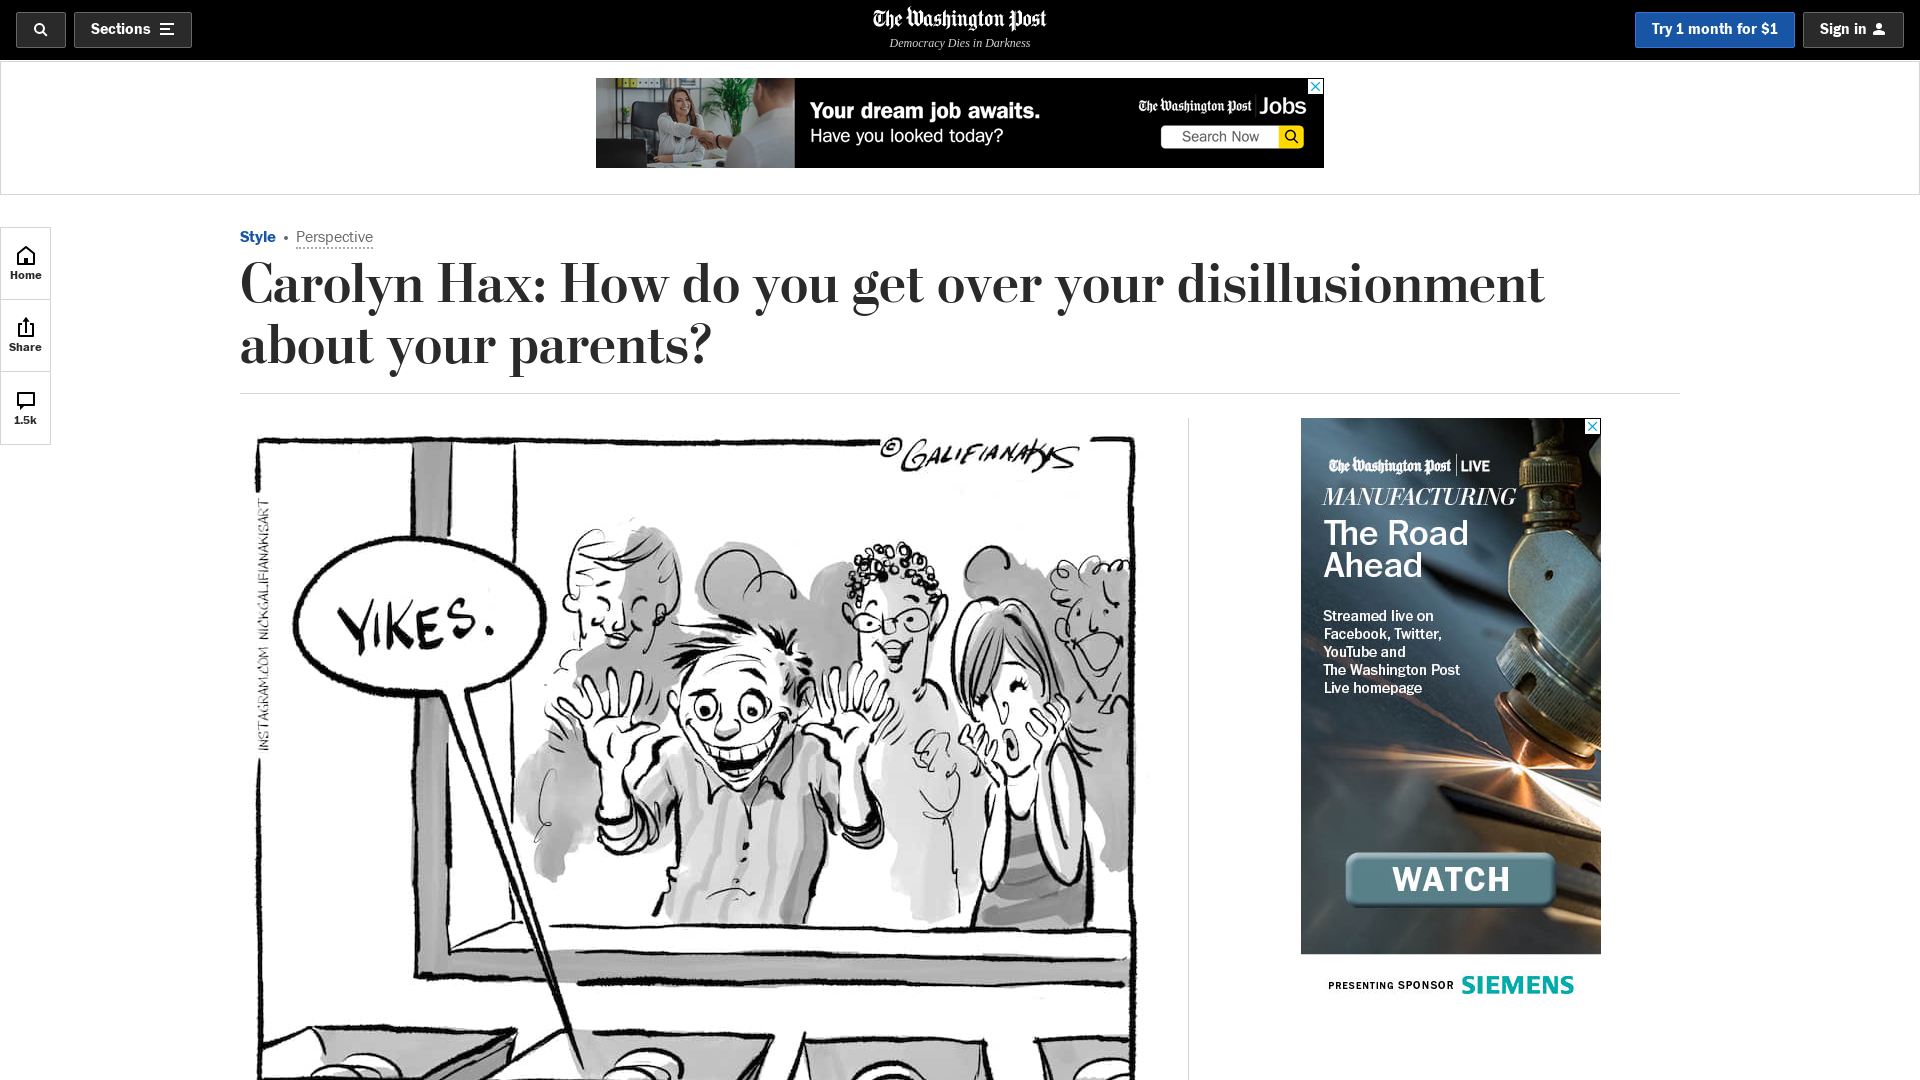 Sections
The Washington Post
Democracy Dies in Darkness
Try 1 month for $1
Sign in
Your dream job awaits.
Have you looked today?
The Washington Post Jobs
Search Now
Home
Share
1.5k
Style • Perspective
Carolyn Hax: How do you get over your disillusionment
about your parents?
©GALIFIANAKIS
INSTAGRAM.COM NICKGALIFIANAKISART
YIKES.
The Washington Post LIVE
MANUFACTURING
The Road
Ahead
Streamed live on
Facebook, Twitter,
YouTube and
The Washington Post
Live homepage
WATCH
PRESENTING SPONSOR SIEMENS